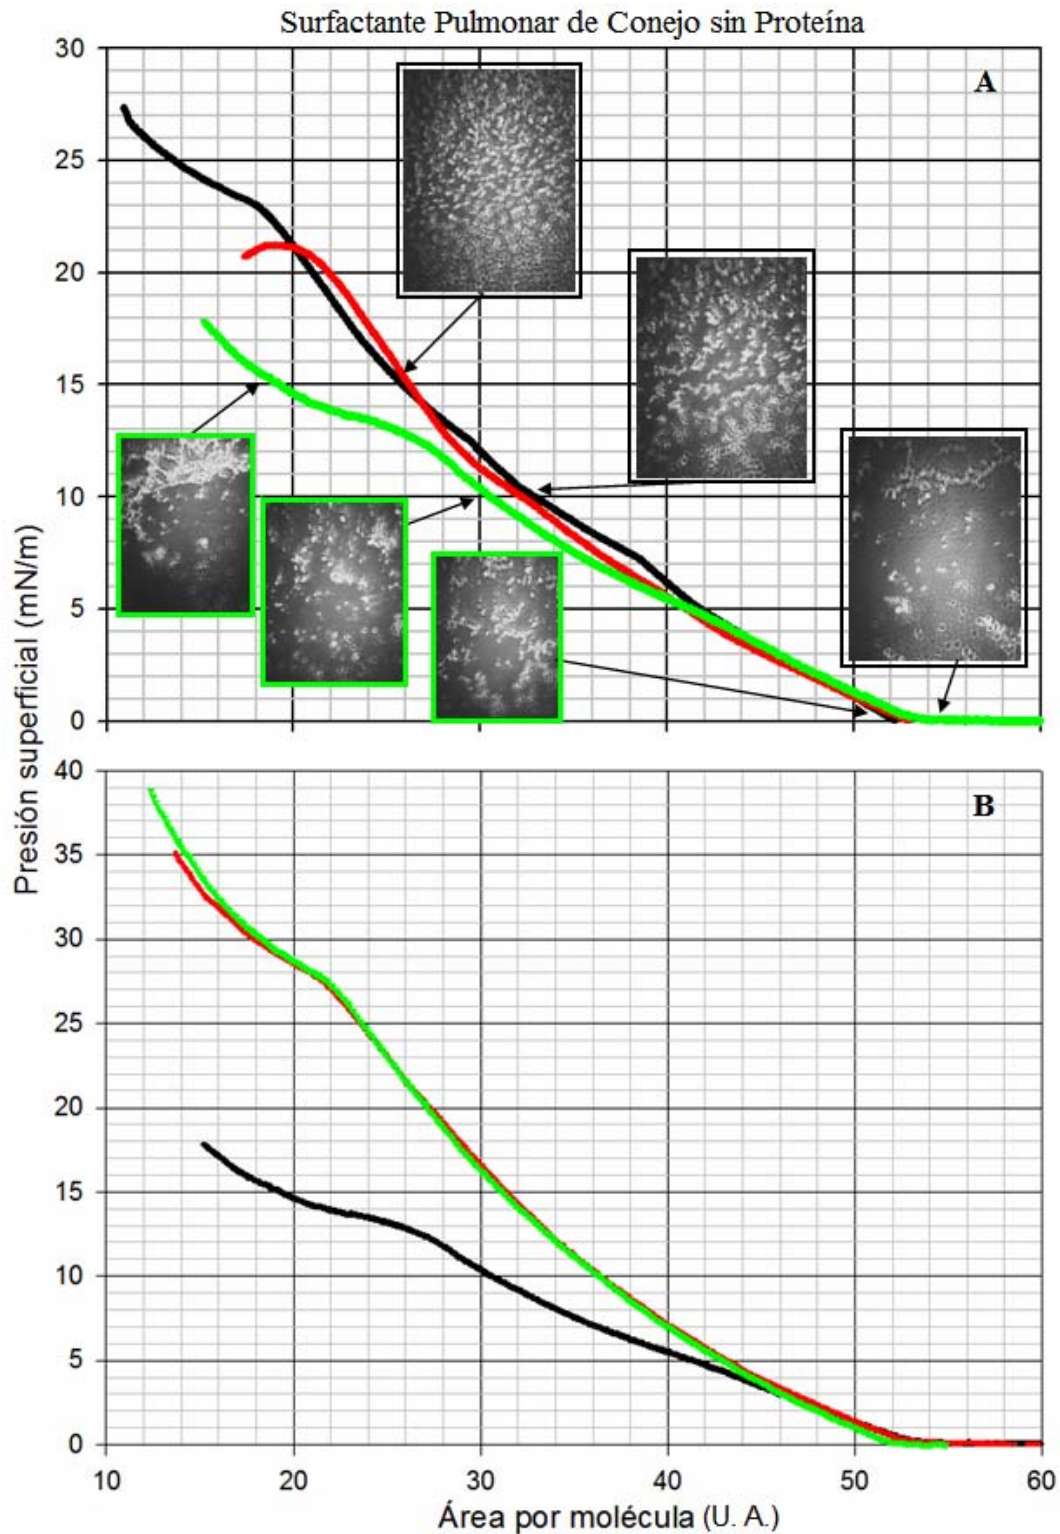 Surfactante Pulmonar de Conejo sin Proteína
A
30
25
20
15
10
5
0
Presión superficial (mN/m)
B
40
35
30
25
20
15
10
5
0
10 20 30 40 50 60
Área por molécula (U. A.)